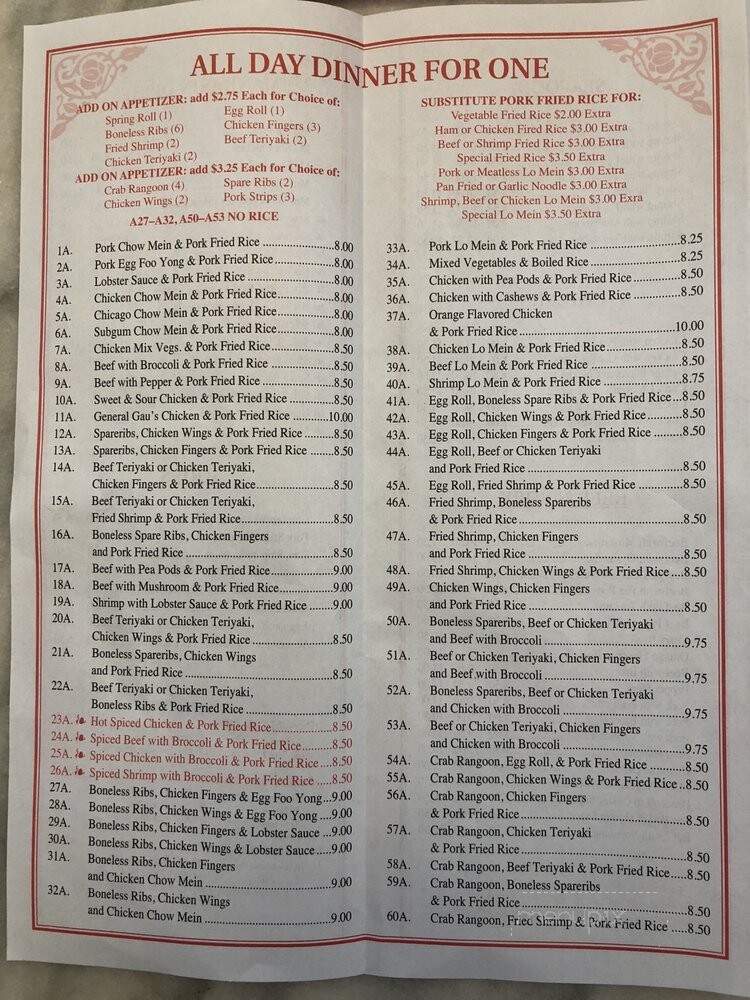 ALL DAY DINNER FOR ONE
ADD ON APPETIZER: add $2.75 Each for Choice of:
Spring Roll (1)
Boneless Ribs (6)
Fried Shrimp (2)
Chicken Teriyaki (2)
Egg Roll (1)
Chicken Fingers (3)
Beef Teriyaki (2)
ADD ON APPETIZER: add $3.25 Each for Choice of:
Crab Rangoon (4)
Chicken Wings (2)
Spare Ribs (2)
Pork Strips (3)
A27–A32, A50–A53 NO RICE
1A. Pork Chow Mein & Pork Fried Rice ........................8.00
2A. Pork Egg Foo Yong & Pork Fried Rice....................8.00
3A. Lobster Sauce & Pork Fried Rice ...........................8.00
4A. Chicken Chow Mein & Pork Fried Rice..................8.00
5A. Chicago Chow Mein & Pork Fried Rice..................8.00
6A. Subgum Chow Mein & Pork Fried Rice.................8.00
7A. Chicken Mix Vegs. & Pork Fried Rice....................8.50
8A. Beef with Broccoli & Pork Fried Rice ....................8.50
9A. Beef with Pepper & Pork Fried Rice ......................8.50
10A. Sweet & Sour Chicken & Pork Fried Rice ..............8.50
11A. General Gau's Chicken & Pork Fried Rice ...........10.00
12A. Spareribs, Chicken Wings & Pork Fried Rice .........8.50
13A. Spareribs, Chicken Fingers & Pork Fried Rice .......8.50
14A. Beef Teriyaki or Chicken Teriyaki,
Chicken Fingers & Pork Fried Rice.......................8.50
15A. Beef Teriyaki or Chicken Teriyaki,
Fried Shrimp & Pork Fried Rice...........................8.50
16A. Boneless Spare Ribs, Chicken Fingers
and Pork Fried Rice ............................................8.50
17A. Beef with Pea Pods & Pork Fried Rice...................9.00
18A. Beef with Mushroom & Pork Fried Rice................9.00
19A. Shrimp with Lobster Sauce & Pork Fried Rice .......9.00
20A. Beef Teriyaki or Chicken Teriyaki,
Chicken Wings & Pork Fried Rice ........................8.50
21A. Boneless Spareribs, Chicken Wings
and Pork Fried Rice ............................................8.50
22A. Beef Teriyaki or Chicken Teriyaki,
Boneless Ribs & Pork Fried Rice .........................8.50
23A. Hot Spiced Chicken & Pork Fried Rice..................8.50
24A. Spiced Beef with Broccoli & Pork Fried Rice.........8.50
25A. Spiced Chicken with Broccoli & Pork Fried Rice ....8.50
26A. Spiced Shrimp with Broccoli & Pork Fried Rice .....8.50
27A. Boneless Ribs, Chicken Fingers & Egg Foo Yong...9.00
28A. Boneless Ribs, Chicken Wings & Egg Foo Yong ....9.00
29A. Boneless Ribs, Chicken Fingers & Lobster Sauce ...9.00
30A. Boneless Ribs, Chicken Wings & Lobster Sauce .....9.00
31A. Boneless Ribs, Chicken Fingers
and Chicken Chow Mein ......................................9.00
32A. Boneless Ribs, Chicken Wings
and Chicken Chow Mein ......................................9.00
SUBSTITUTE PORK FRIED RICE FOR:
Vegetable Fried Rice $2.00 Extra
Ham or Chicken Fired Rice $3.00 Extra
Beef or Shrimp Fried Rice $3.00 Extra
Special Fried Rice $3.50 Extra
Pork or Meatless Lo Mein $3.00 Extra
Pan Fried or Garlic Noodle $3.00 Extra
Shrimp, Beef or Chicken Lo Mein $3.00 Exra
Special Lo Mein $3.50 Extra
33A. Pork Lo Mein & Pork Fried Rice ...........................8.25
34A. Mixed Vegetables & Boiled Rice ...........................8.25
35A. Chicken with Pea Pods & Pork Fried Rice .............8.50
36A. Chicken with Cashews & Pork Fried Rice ..............8.50
37A. Orange Flavored Chicken
& Pork Fried Rice..............................................10.00
38A. Chicken Lo Mein & Pork Fried Rice......................8.50
39A. Beef Lo Mein & Pork Fried Rice ...........................8.50
40A. Shrimp Lo Mein & Pork Fried Rice .......................8.75
41A. Egg Roll, Boneless Spare Ribs & Pork Fried Rice...8.50
42A. Egg Roll, Chicken Wings & Pork Fried Rice..........8.50
43A. Egg Roll, Chicken Fingers & Pork Fried Rice ........8.50
44A. Egg Roll, Beef or Chicken Teriyaki
and Pork Fried Rice ............................................8.50
45A. Egg Roll, Fried Shrimp & Pork Fried Rice ............8.50
46A. Fried Shrimp, Boneless Spareribs
& Pork Fried Rice................................................8.50
47A. Fried Shrimp, Chicken Fingers
and Pork Fried Rice ............................................8.50
48A. Fried Shrimp, Chicken Wings & Pork Fried Rice....8.50
49A. Chicken Wings, Chicken Fingers
and Pork Fried Rice ............................................8.50
50A. Boneless Spareribs, Beef or Chicken Teriyaki
and Beef with Broccoli ........................................9.75
51A. Beef or Chicken Teriyaki, Chicken Fingers
and Beef with Broccoli ........................................9.75
52A. Boneless Spareribs, Beef or Chicken Teriyaki
and Chicken with Broccoli ...................................9.75
53A. Beef or Chicken Teriyaki, Chicken Fingers
and Chicken with Broccoli ...................................9.75
54A. Crab Rangoon, Egg Roll, & Pork Fried Rice ..........8.50
55A. Crab Rangoon, Chicken Wings & Pork Fried Rice ..8.50
56A. Crab Rangoon, Chicken Fingers
& Pork Fried Rice................................................8.50
57A. Crab Rangoon, Chicken Teriyaki
& Pork Fried Rice................................................8.50
58A. Crab Rangoon, Beef Teriyaki & Pork Fried Rice.....8.50
59A. Crab Rangoon, Boneless Spareribs
& Pork Fried Rice................................................8.50
60A. Crab Rangoon, Fried Shrimp & Pork Fried Rice .....8.50